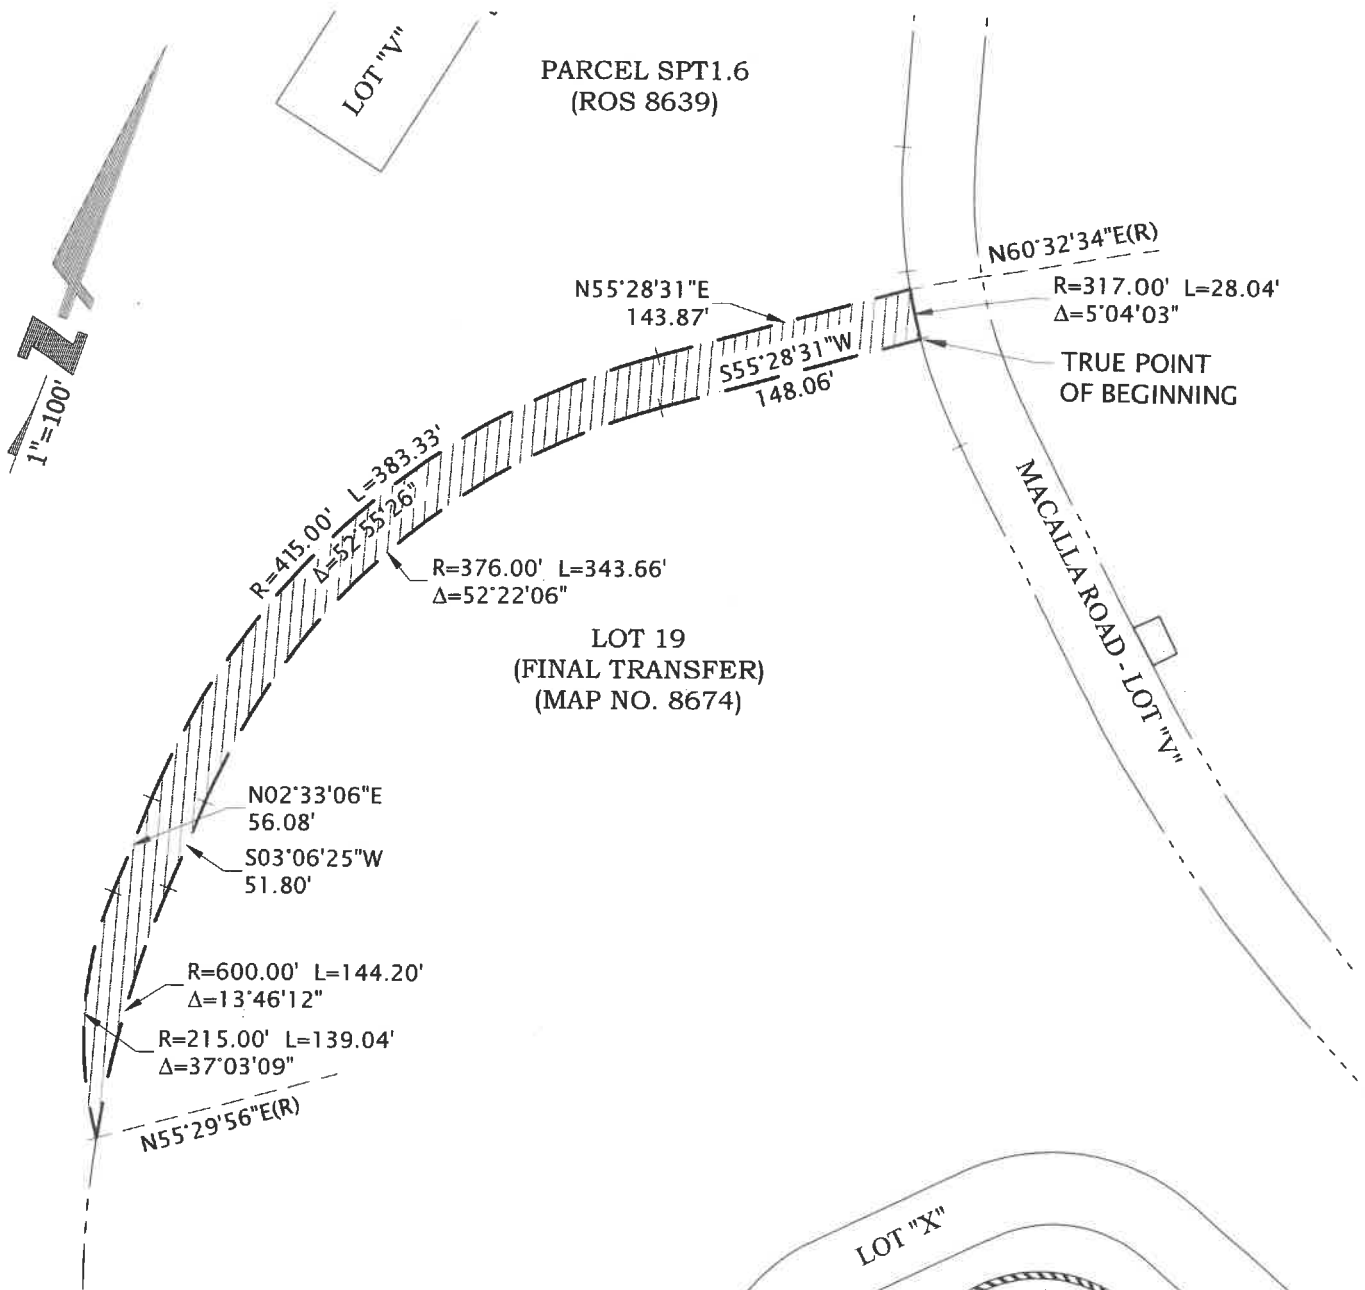 LOT "V"
PARCEL SPT1.6
(ROS 8639)
N60°32'34"E(R)
N55°28'31"E
143.87'
R=317.00' L=28.04'
Δ=5°04'03"
S55°28'31"W
148.06'
TRUE POINT
OF BEGINNING
N
1"=100'
R=415.00' L=383.33'
Δ=52°55'26"
R=376.00' L=343.66'
Δ=52°22'06"
MACALLA ROAD - LOT "V"
LOT 19
(FINAL TRANSFER)
(MAP NO. 8674)
N02°33'06"E
56.08'
S03°06'25"W
51.80'
R=600.00' L=144.20'
Δ=13°46'12"
R=215.00' L=139.04'
Δ=37°03'09"
N55°29'56"E(R)
LOT "X"